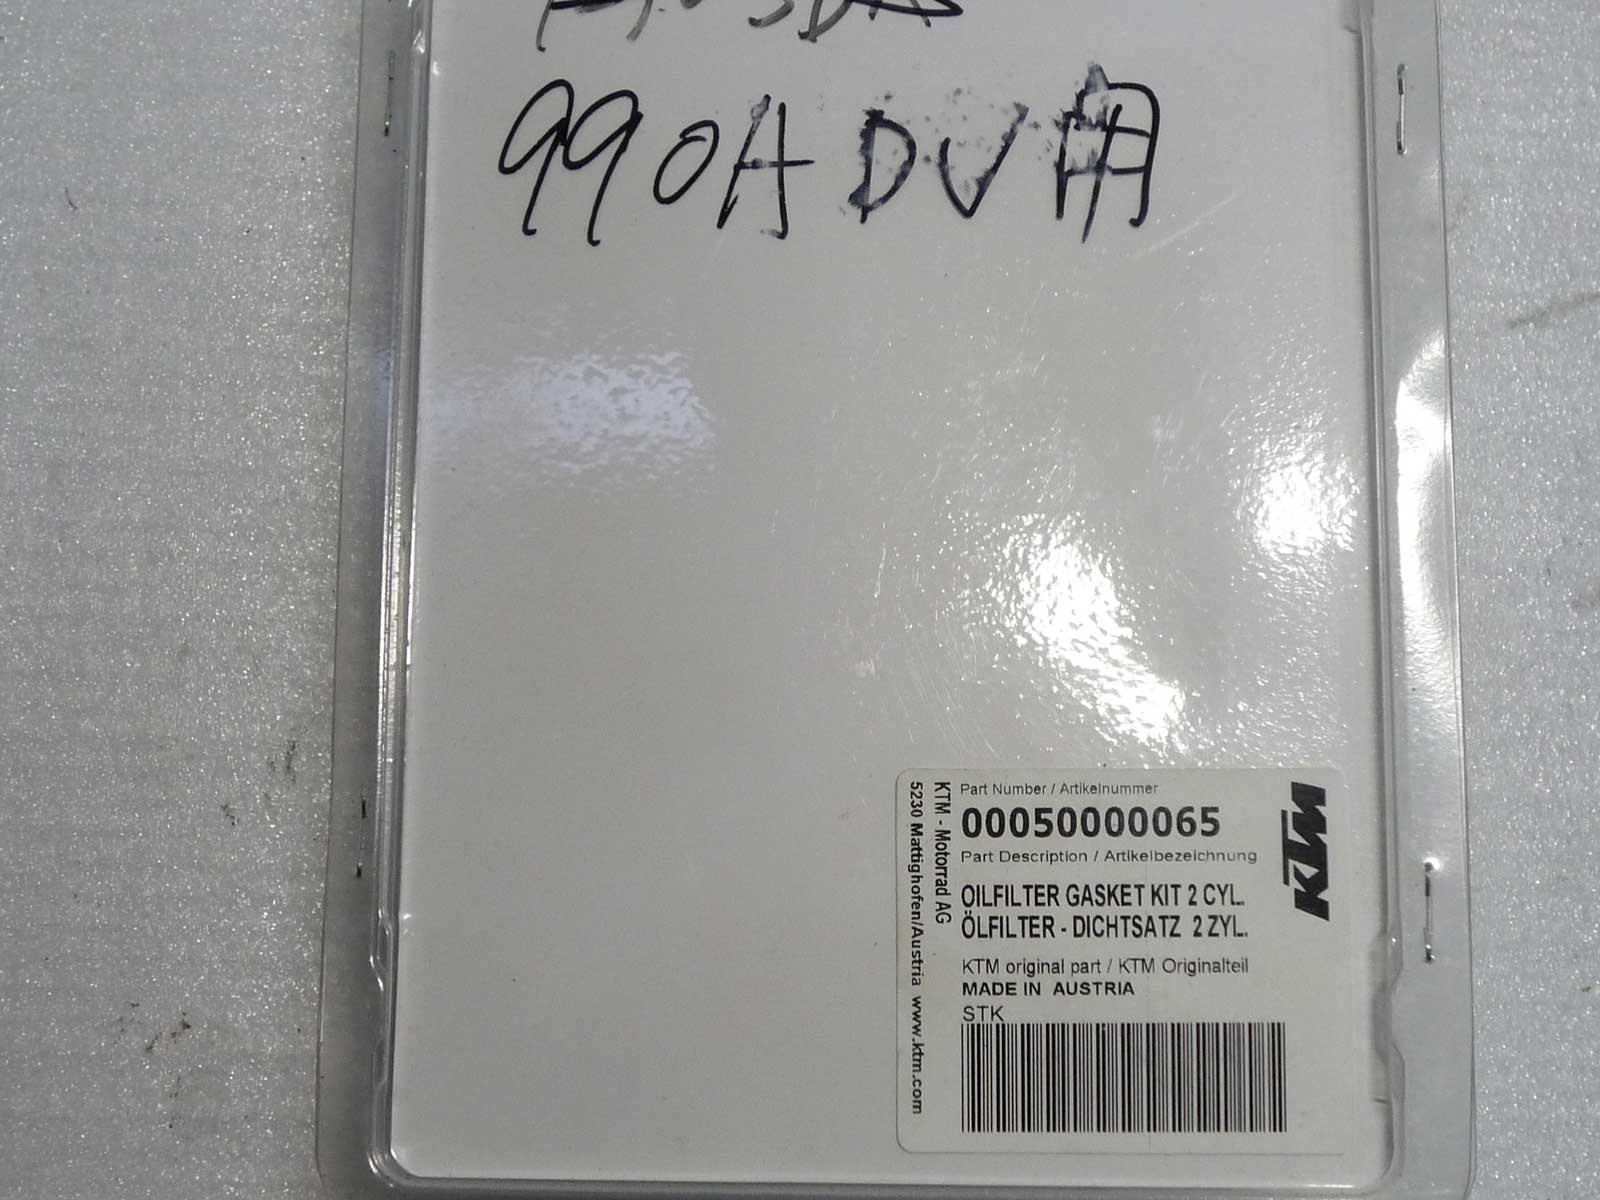 990ADV用
KTM
Part Number / Artikelnummer
00050000065
Part Description / Artikelbezeichnung
OILFILTER GASKET KIT 2 CYL.
ÖLFILTER - DICHTSATZ 2 ZYL.
KTM original part / KTM Originalteil
MADE IN AUSTRIA
STK
KTM - Motorrad AG
5230 Mattighofen/Austria www.ktm.com